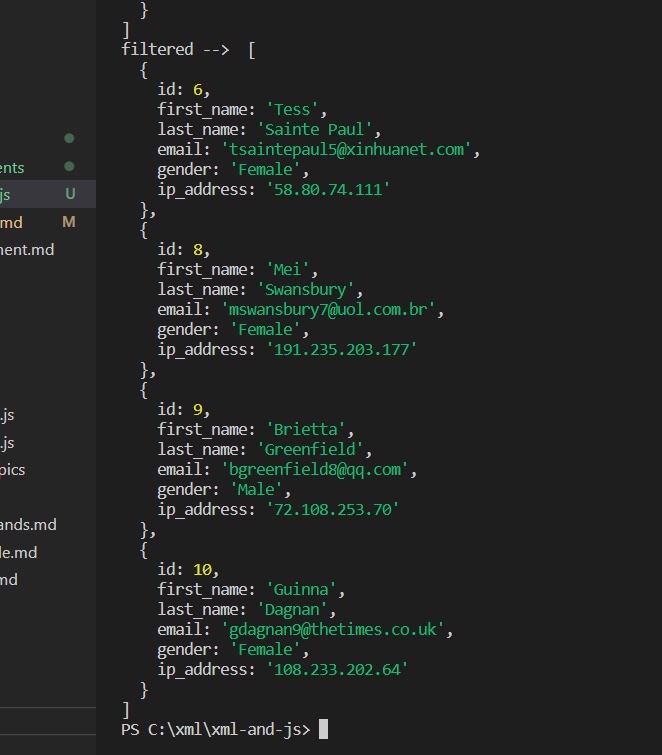 }
]
filtered -->  [
  {
    id: 6,
    first_name: 'Tess',
    last_name: 'Sainte Paul',
    email: 'tsaintepaul5@xinhuanet.com',
    gender: 'Female',
    ip_address: '58.80.74.111'
  },
  {
    id: 8,
    first_name: 'Mei',
    last_name: 'Swansbury',
    email: 'mswansbury7@uol.com.br',
    gender: 'Female',
    ip_address: '191.235.203.177'
  },
  {
    id: 9,
    first_name: 'Brietta',
    last_name: 'Greenfield',
    email: 'bgreenfield8@qq.com',
    gender: 'Male',
    ip_address: '72.108.253.70'
  },
  {
    id: 10,
    first_name: 'Guinna',
    last_name: 'Dagnan',
    email: 'gdagnan9@thetimes.co.uk',
    gender: 'Female',
    ip_address: '108.233.202.64'
  }
]
PS C:\xml\xml-and-js>
ents
js U
md M
nent.md
.js
.js
pics
ands.md
le.md
md